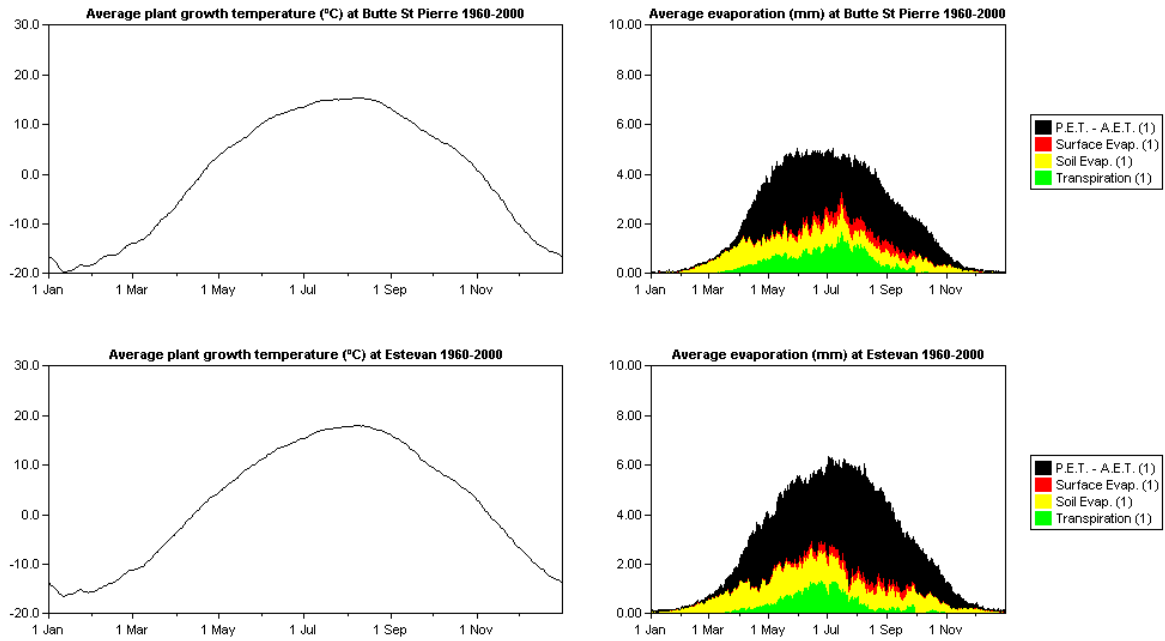 Average plant growth temperature (ºC) at Butte St Pierre 1960-2000
30.0
20.0
10.0
0.0
-10.0
-20.0
1 Jan 1 Mar 1 May 1 Jul 1 Sep 1 Nov
Average evaporation (mm) at Butte St Pierre 1960-2000
10.00
8.00
6.00
4.00
2.00
0.00
1 Jan 1 Mar 1 May 1 Jul 1 Sep 1 Nov
P.E.T. - A.E.T. (1)
Surface Evap. (1)
Soil Evap. (1)
Transpiration (1)
Average plant growth temperature (ºC) at Estevan 1960-2000
30.0
20.0
10.0
0.0
-10.0
-20.0
1 Jan 1 Mar 1 May 1 Jul 1 Sep 1 Nov
Average evaporation (mm) at Estevan 1960-2000
10.00
8.00
6.00
4.00
2.00
0.00
1 Jan 1 Mar 1 May 1 Jul 1 Sep 1 Nov
P.E.T. - A.E.T. (1)
Surface Evap. (1)
Soil Evap. (1)
Transpiration (1)